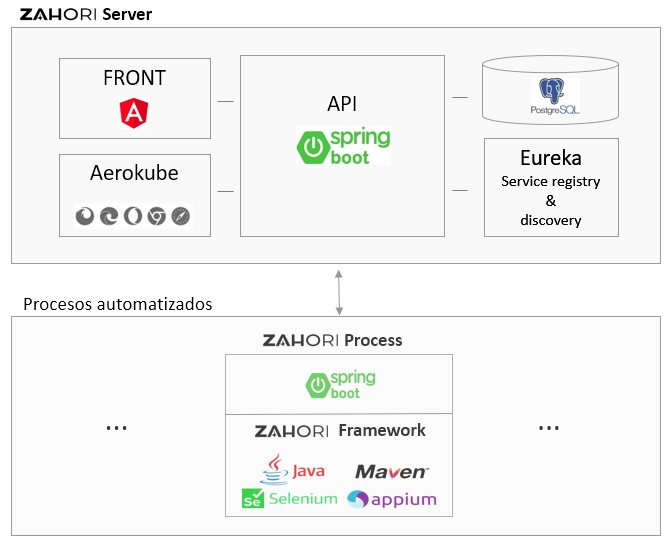 ZAHORI Server
FRONT
API
PostgreSQL
spring
boot
Aerokube
Eureka
Service registry
&
discovery
Procesos automatizados
ZAHORI Process
spring
boot
...
...
ZAHORI Framework
Java
Maven™
Se Selenium
appium